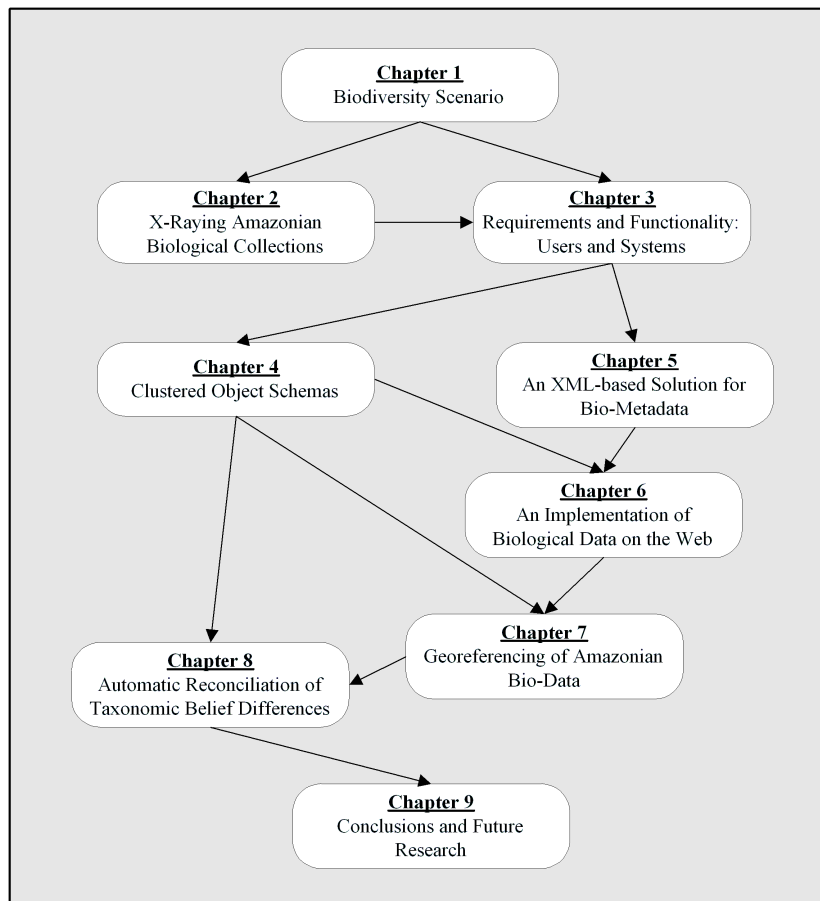 Chapter 1
Biodiversity Scenario
Chapter 2
X-Raying Amazonian
Biological Collections
Chapter 3
Requirements and Functionality:
Users and Systems
Chapter 4
Clustered Object Schemas
Chapter 5
An XML-based Solution for
Bio-Metadata
Chapter 6
An Implementation of
Biological Data on the Web
Chapter 7
Georeferencing of Amazonian
Bio-Data
Chapter 8
Automatic Reconciliation of
Taxonomic Belief Differences
Chapter 9
Conclusions and Future
Research